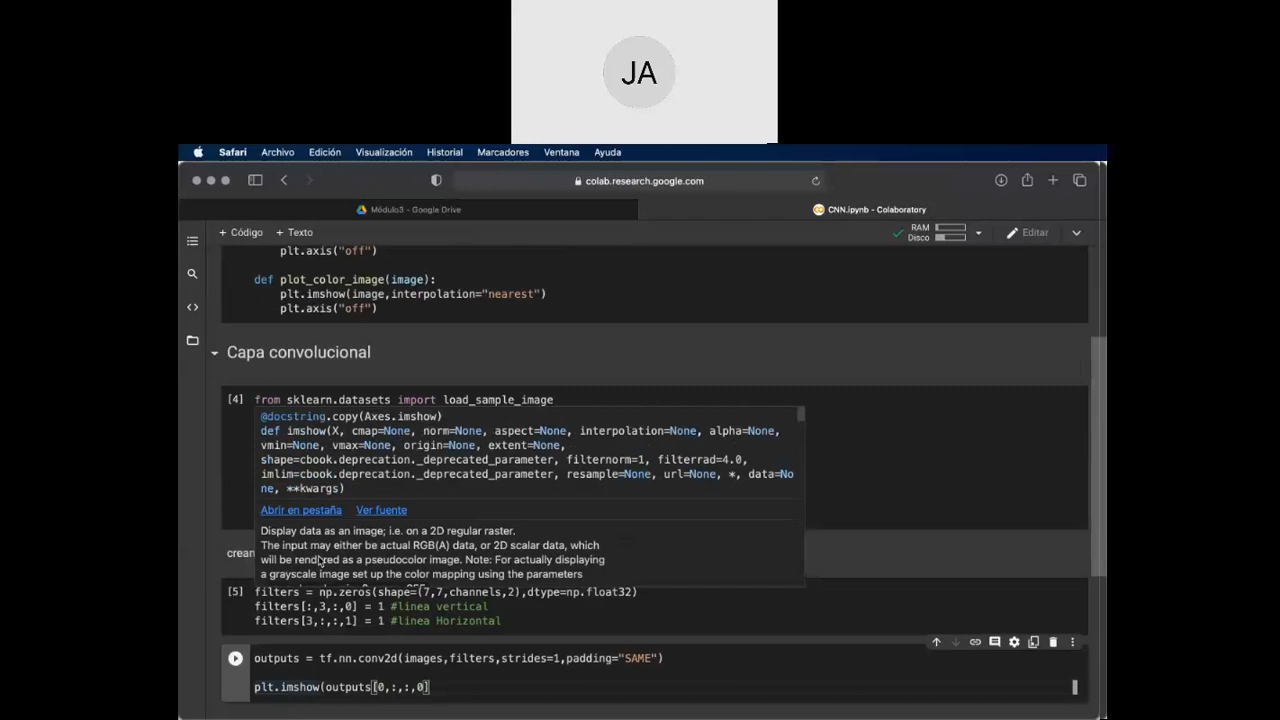 JA
Safari Archivo Edición Visualización Historial Marcadores Ventana Ayuda
colab.research.google.com
Módulo3 - Google Drive
CNN.ipynb - Colaboratory
+ Código + Texto
RAM
Disco
Editar
plt.axis("off")
def plot_color_image(image):
plt.imshow(image,interpolation="nearest")
plt.axis("off")
Capa convolucional
[4] from sklearn.datasets import load_sample_image
@docstring.copy(Axes.imshow)
def imshow(X, cmap=None, norm=None, aspect=None, interpolation=None, alpha=None,
vmin=None, vmax=None, origin=None, extent=None,
shape=cbook.deprecation._deprecated_parameter, filternorm=1, filterrad=4.0,
imlim=cbook.deprecation._deprecated_parameter, resample=None, url=None, *, data=No
ne, **kwargs)
Abrir en pestaña Ver fuente
Display data as an image; i.e. on a 2D regular raster.
The input may either be actual RGB(A) data, or 2D scalar data, which
will be rendered as a pseudocolor image. Note: For actually displaying
a grayscale image set up the color mapping using the parameters
crean
[5] filters = np.zeros(shape=(7,7,channels,2),dtype=np.float32)
filters[:,3,:,0] = 1 #linea vertical
filters[3,:,:,1] = 1 #linea Horizontal
outputs = tf.nn.conv2d(images,filters,strides=1,padding="SAME")
plt.imshow(outputs[0,:,:,0]